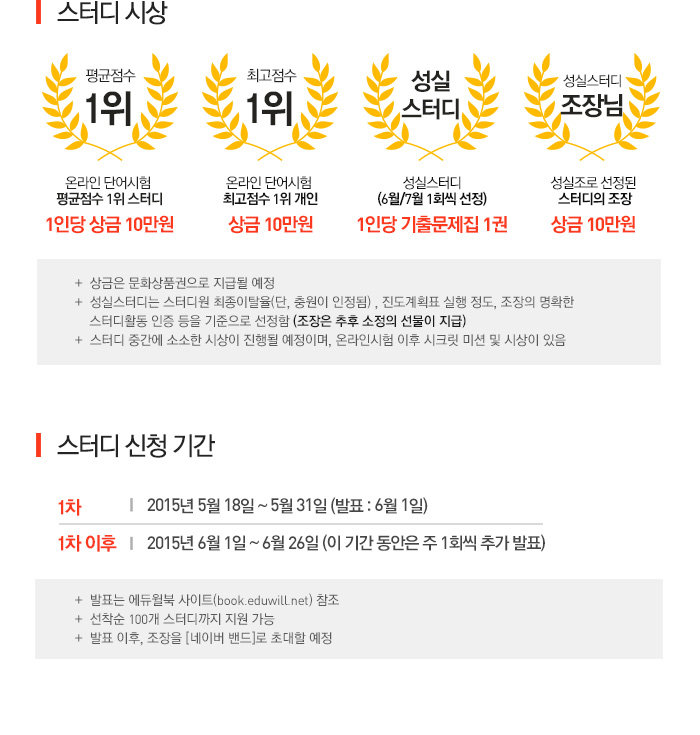 스터디 시상
평균점수
1위
최고점수
1위
성실
스터디
성실스터디
조장님
온라인 단어시험
평균점수 1위 스터디
1인당 상금 10만원
온라인 단어시험
최고점수 1위 개인
상금 10만원
성실스터디
(6월/7월 1회씩 선정)
1인당 기출문제집 1권
성실조로 선정된
스터디의 조장
상금 10만원
+ 상금은 문화상품권으로 지급될 예정
+ 성실스터디는 스터디원 최종이탈율(단, 충원이 인정됨) , 진도계획표 실행 정도, 조장의 명확한
스터디활동 인증 등을 기준으로 선정함 (조장은 추후 소정의 선물이 지급)
+ 스터디 중간에 소소한 시상이 진행될 예정이며, 온라인시험 이후 시크릿 미션 및 시상이 있음
스터디 신청 기간
1차 | 2015년 5월 18일 ~ 5월 31일 (발표 : 6월 1일)
1차 이후 | 2015년 6월 1일 ~ 6월 26일 (이 기간 동안은 주 1회씩 추가 발표)
+ 발표는 에듀윌북 사이트(book.eduwill.net) 참조
+ 선착순 100개 스터디까지 지원 가능
+ 발표 이후, 조장을 [네이버 밴드]로 초대할 예정